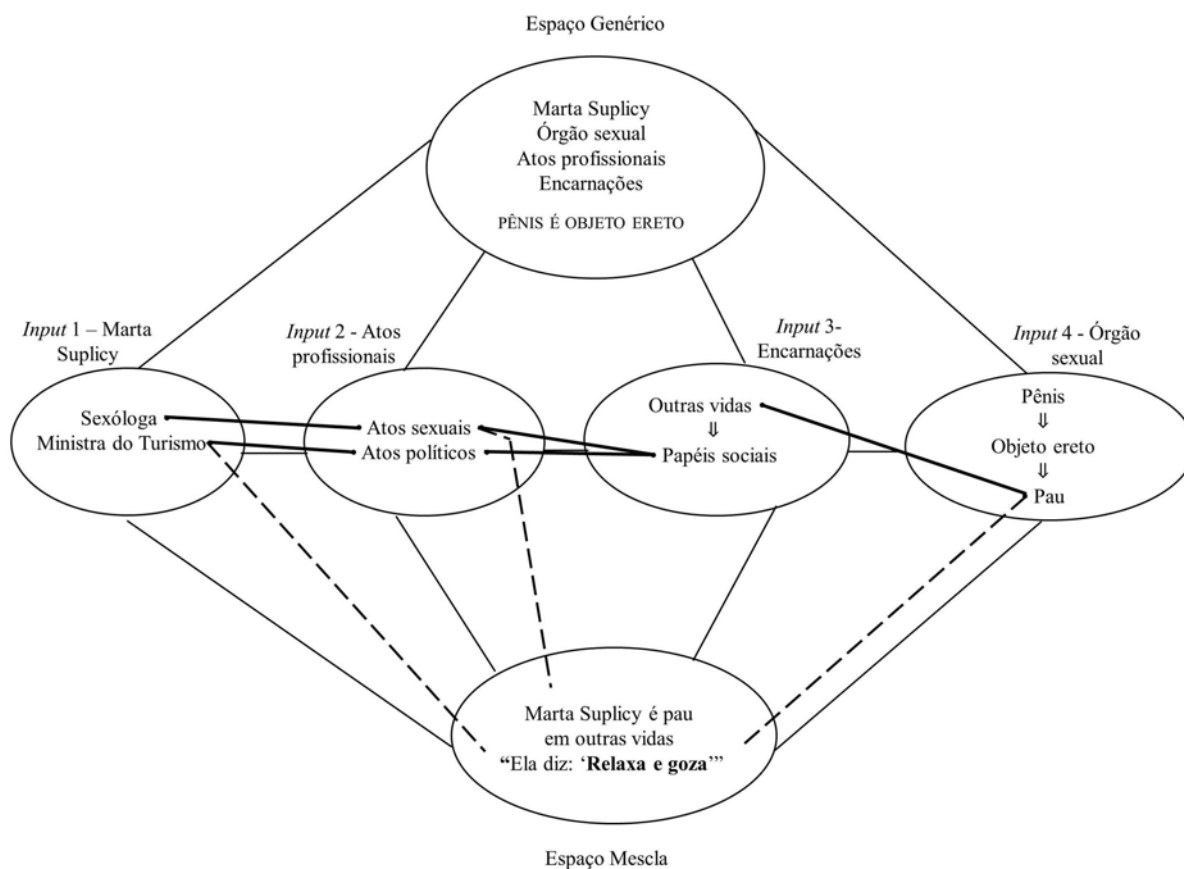 Espaço Genérico
Marta Suplicy
Órgão sexual
Atos profissionais
Encarnações
PÊNIS É OBJETO ERETO
Input 1 – Marta
Suplicy
Input 2 - Atos
profissionais
Input 3-
Encarnações
Input 4 - Órgão
sexual
Sexóloga
Ministra do Turismo
Atos sexuais
Atos políticos
Outras vidas
⇓
Papéis sociais
Pênis
⇓
Objeto ereto
⇓
Pau
Marta Suplicy é pau
em outras vidas
“Ela diz: ‘Relaxa e goza’”
Espaço Mescla